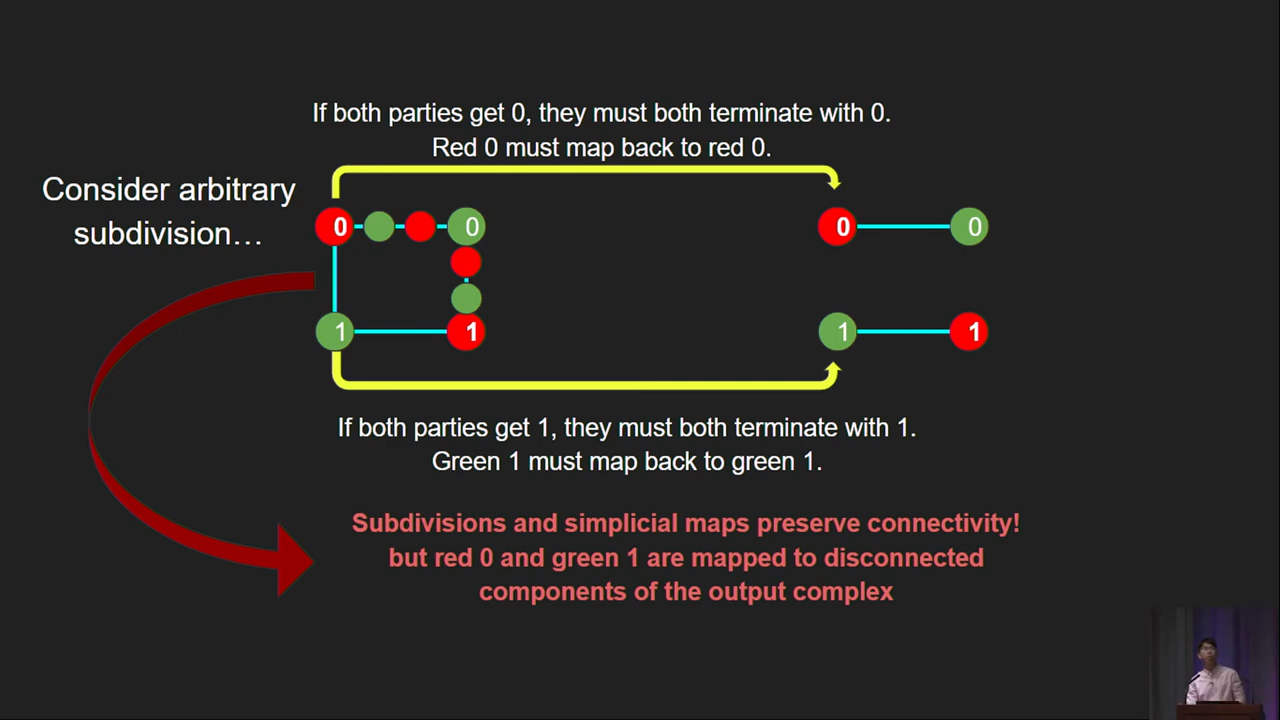 If both parties get 0, they must both terminate with 0.
Red 0 must map back to red 0.
Consider arbitrary
subdivision…
0 0 0 0
1 1 1 1
If both parties get 1, they must both terminate with 1.
Green 1 must map back to green 1.
Subdivisions and simplicial maps preserve connectivity!
but red 0 and green 1 are mapped to disconnected
components of the output complex